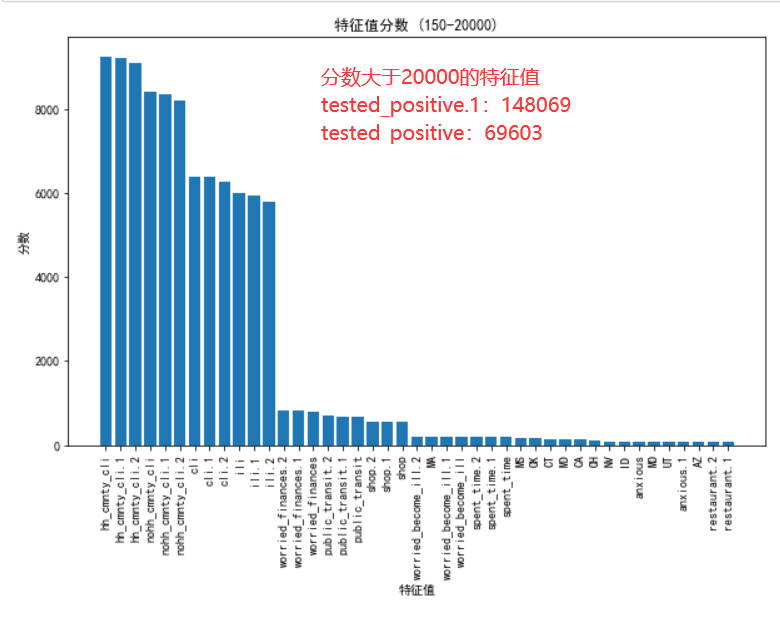 特征值分数 (150-20000)
分数大于20000的特征值
tested_positive.1：148069
tested_positive：69603
8000
6000
4000
2000
0
分数
hh_cmnty_cli
hh_cmnty_cli.1
hh_cmnty_cli.2
nohh_cmnty_cli
nohh_cmnty_cli.1
nohh_cmnty_cli.2
cli
cli.1
cli.2
ili
ili.1
ili.2
worried_finances.2
worried_finances.1
worried_finances
public_transit.2
public_transit.1
public_transit
shop.2
shop.1
shop
worried_become_ill.2
MA
worried_become_ill.1
worried_become_ill
spent_time.2
spent_time.1
spent_time
MS
OK
CT
MD
CA
OH
NV
ID
anxious
MO
UT
anxious.1
AZ
restaurant.2
restaurant.1
特征值